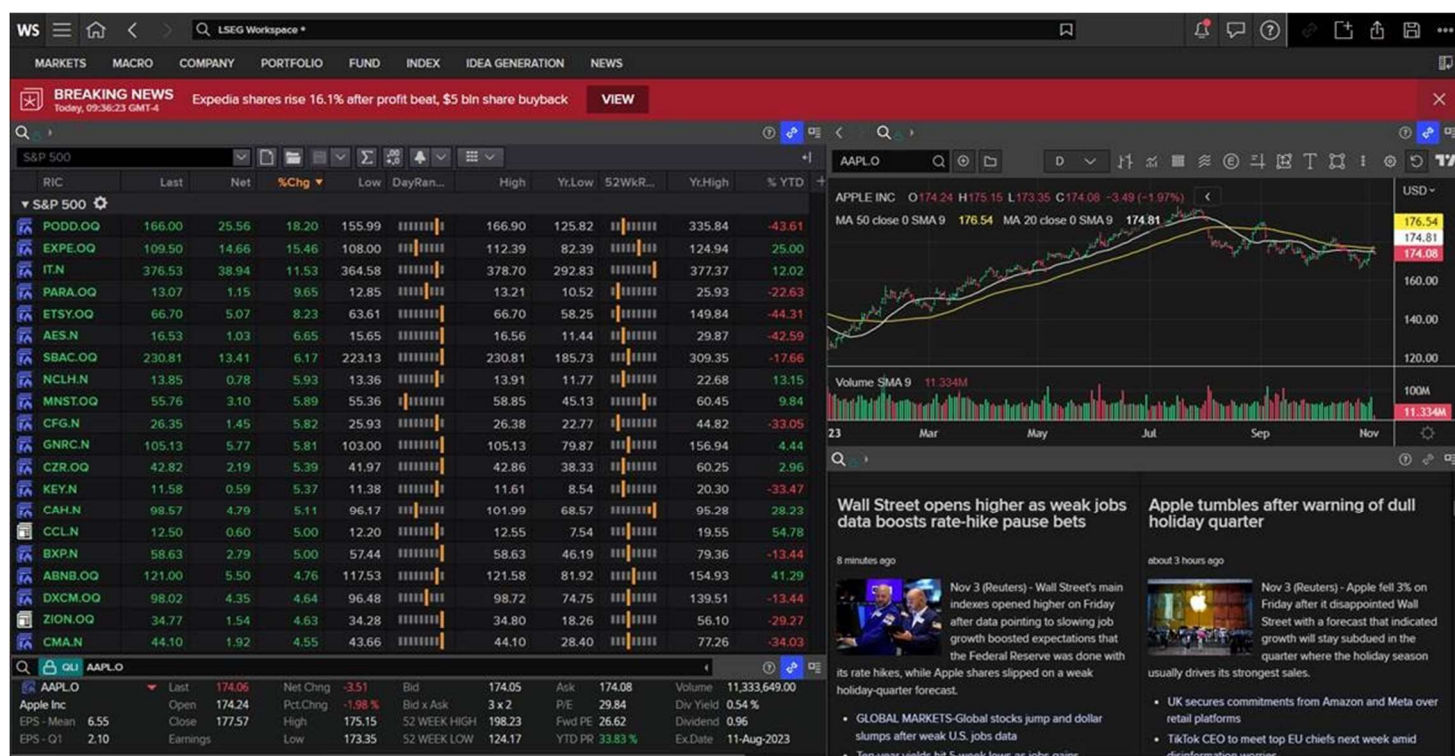 WS LSEG Workspace *
MARKETS MACRO COMPANY PORTFOLIO FUND INDEX IDEA GENERATION NEWS
BREAKING NEWS
Today, 09:36:23 GMT-4
Expedia shares rise 16.1% after profit beat, $5 bln share buyback VIEW
S&P 500
RIC Last Net %Chg Low DayRan... High Yr.Low 52WkR... Yr.High % YTD
S&P 500
PODD.OQ 166.00 25.56 18.20 155.99 166.90 125.82 335.84 -43.61
EXPE.OQ 109.50 14.66 15.46 108.00 112.39 82.39 124.94 25.00
IT.N 376.53 38.94 11.53 364.58 378.70 292.83 377.37 12.02
PARA.OQ 13.07 1.15 9.65 12.85 13.21 10.52 25.93 -22.63
ETSY.OQ 66.70 5.07 8.23 63.61 66.70 58.25 149.84 -44.31
AES.N 16.53 1.03 6.65 15.65 16.56 11.44 29.87 -42.59
SBAC.OQ 230.81 13.41 6.17 223.13 230.81 185.73 309.35 -17.66
NCLH.N 13.85 0.78 5.93 13.36 13.91 11.77 22.68 13.15
MNST.OQ 55.76 3.10 5.89 55.36 58.85 45.13 60.45 9.84
CFG.N 26.35 1.45 5.82 25.93 26.38 22.77 44.82 -33.05
GNRC.N 105.13 5.77 5.81 103.00 105.13 79.87 156.94 4.44
CZR.OQ 42.82 2.19 5.39 41.97 42.86 38.33 60.25 2.96
KEY.N 11.58 0.59 5.37 11.38 11.61 8.54 20.30 -33.47
CAH.N 98.57 4.79 5.11 96.17 101.99 68.57 95.28 28.23
CCL.N 12.50 0.60 5.00 12.20 12.55 7.54 19.55 54.78
BXP.N 58.63 2.79 5.00 57.44 58.63 46.19 79.36 -13.44
ABNB.OQ 121.00 5.50 4.76 117.53 121.58 81.92 154.93 41.29
DXCM.OQ 98.02 4.35 4.64 96.48 98.72 74.75 139.51 -13.44
ZION.OQ 34.77 1.54 4.63 34.28 34.80 18.26 56.10 -29.27
CMA.N 44.10 1.92 4.55 43.66 44.10 28.40 77.26 -34.03
QLI AAPL.O
AAPL.O Last 174.06 Net Chng -3.51 Bid 174.05 Ask 174.08 Volume 11,333,649.00
Apple Inc Open 174.24 Pct.Chng -1.98 % Bid x Ask 3 x 2 P/E 29.84 Div Yield 0.54 %
EPS - Mean 6.55 Close 177.57 High 175.15 52 WEEK HIGH 198.23 Fwd PE 26.62 Dividend 0.96
EPS - Q1 2.10 Earnings Low 173.35 52 WEEK LOW 124.17 YTD PR 33.83 % Ex.Date 11-Aug-2023
AAPL.O D
APPLE INC O174.24 H175.15 L173.35 C174.08 -3.49 (-1.97%)
MA 50 close 0 SMA 9 176.54 MA 20 close 0 SMA 9 174.81
USD
176.54
174.81
174.08
160.00
140.00
120.00
Volume SMA 9 11.334M
100M
11.334M
23 Mar May Jul Sep Nov
Wall Street opens higher as weak jobs
data boosts rate-hike pause bets
8 minutes ago
Nov 3 (Reuters) - Wall Street's main
indexes opened higher on Friday
after data pointing to slowing job
growth boosted expectations that
the Federal Reserve was done with
its rate hikes, while Apple shares slipped on a weak
holiday-quarter forecast.
GLOBAL MARKETS-Global stocks jump and dollar
slumps after weak U.S. jobs data
Ten-year yields hit 5-week lows as jobs gains
Apple tumbles after warning of dull
holiday quarter
about 3 hours ago
Nov 3 (Reuters) - Apple fell 3% on
Friday after it disappointed Wall
Street with a forecast that indicated
growth will stay subdued in the
quarter where the holiday season
usually drives its strongest sales.
UK secures commitments from Amazon and Meta over
retail platforms
TikTok CEO to meet top EU chiefs next week amid
disinformation worries